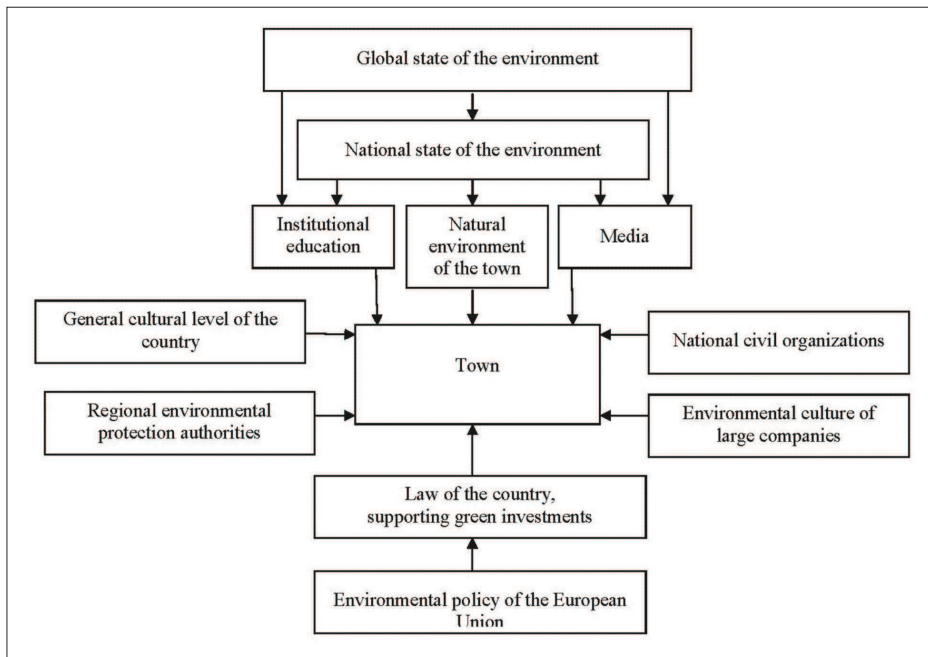 Global state of the environment
National state of the environment
Institutional
education
Natural
environment
of the town
Media
General cultural level of the
country
Town
National civil organizations
Regional environmental
protection authorities
Environmental culture of
large companies
Law of the country,
supporting green investments
Environmental policy of the European
Union